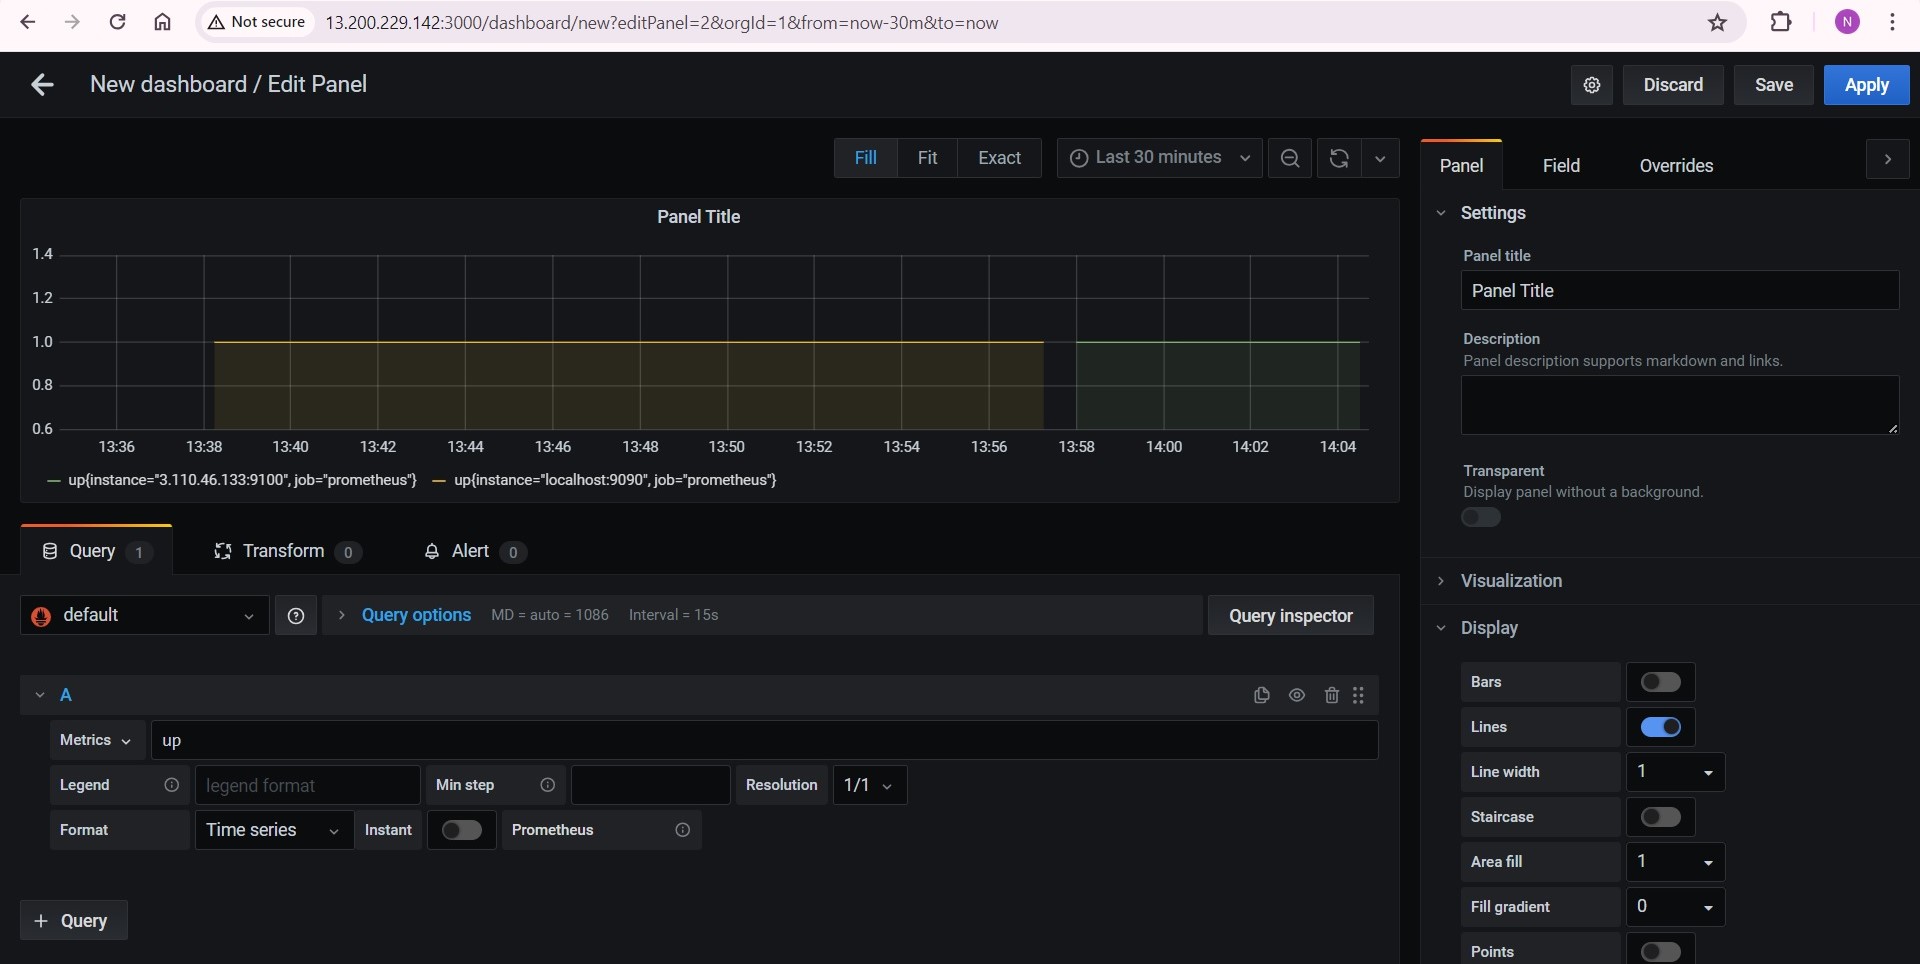 Not secure 13.200.229.142:3000/dashboard/new?editPanel=2&orgId=1&from=now-30m&to=now N
New dashboard / Edit Panel Discard Save Apply
Fill Fit Exact Last 30 minutes
Panel Title
1.4
1.2
1.0
0.8
0.6
13:36 13:38 13:40 13:42 13:44 13:46 13:48 13:50 13:52 13:54 13:56 13:58 14:00 14:02 14:04
up{instance="3.110.46.133:9100", job="prometheus"} up{instance="localhost:9090", job="prometheus"}
Query 1 Transform 0 Alert 0
default Query options MD = auto = 1086 Interval = 15s Query inspector
A
Metrics up
Legend legend format Min step Resolution 1/1
Format Time series Instant Prometheus
+ Query
Panel Field Overrides
Settings
Panel title
Panel Title
Description
Panel description supports markdown and links.
Transparent
Display panel without a background.
Visualization
Display
Bars
Lines
Line width 1
Staircase
Area fill 1
Fill gradient 0
Points